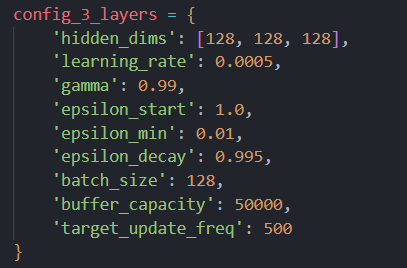 config_3_layers = {
    'hidden_dims': [128, 128, 128],
    'learning_rate': 0.0005,
    'gamma': 0.99,
    'epsilon_start': 1.0,
    'epsilon_min': 0.01,
    'epsilon_decay': 0.995,
    'batch_size': 128,
    'buffer_capacity': 50000,
    'target_update_freq': 500
}